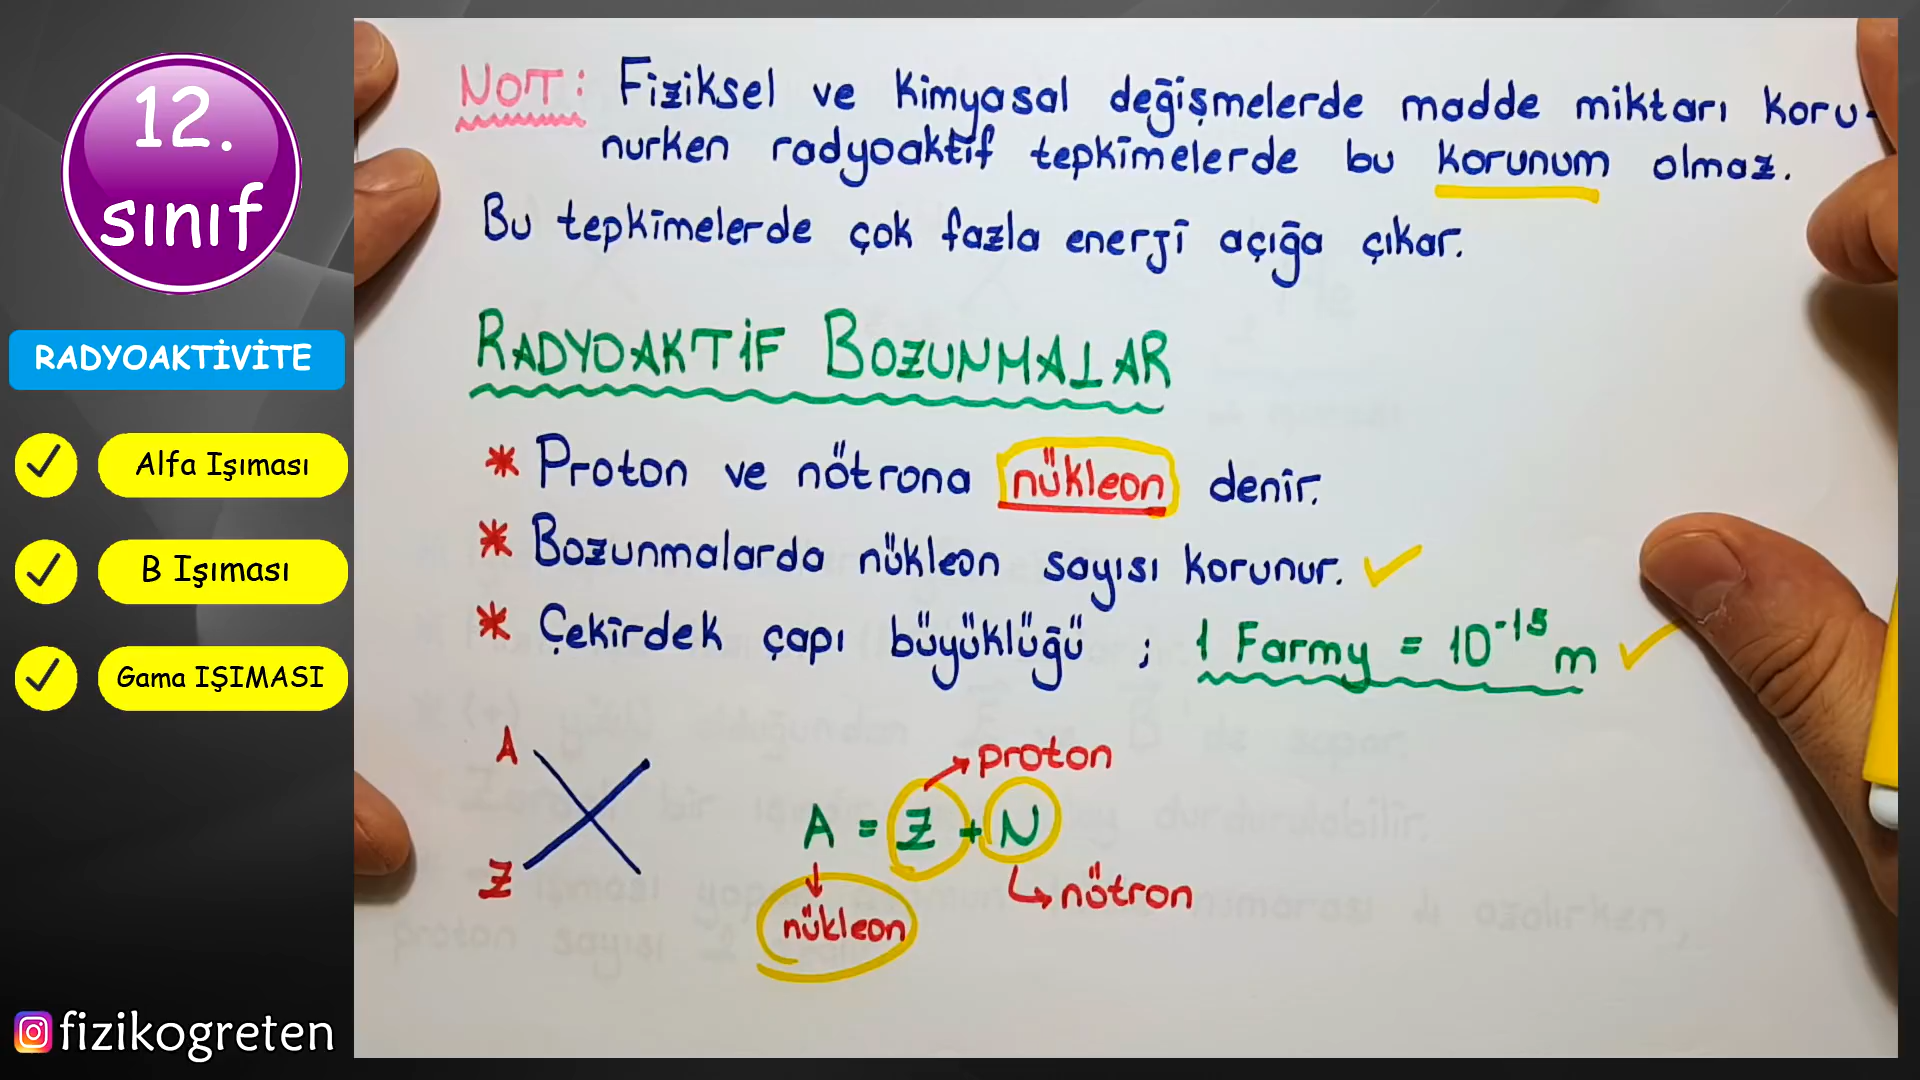 12.
sınıf
RADYOAKTİVİTE
Alfa Işıması
B Işıması
Gama IŞIMASI
fizikogreten
NOT: Fiziksel ve kimyasal değişmelerde madde miktarı koru-
nurken radyoaktif tepkimelerde bu korunum olmaz.
Bu tepkimelerde çok fazla enerji açığa çıkar.
RADYOAKTİF BOZUNMALAR
* Proton ve nötrona nükleon denir.
* Bozunmalarda nükleon sayısı korunur.
* Çekirdek çapı büyüklüğü ; 1 Farmy = 10⁻¹⁵ m
A
Z
proton
A = Z + N
nötron
nükleon